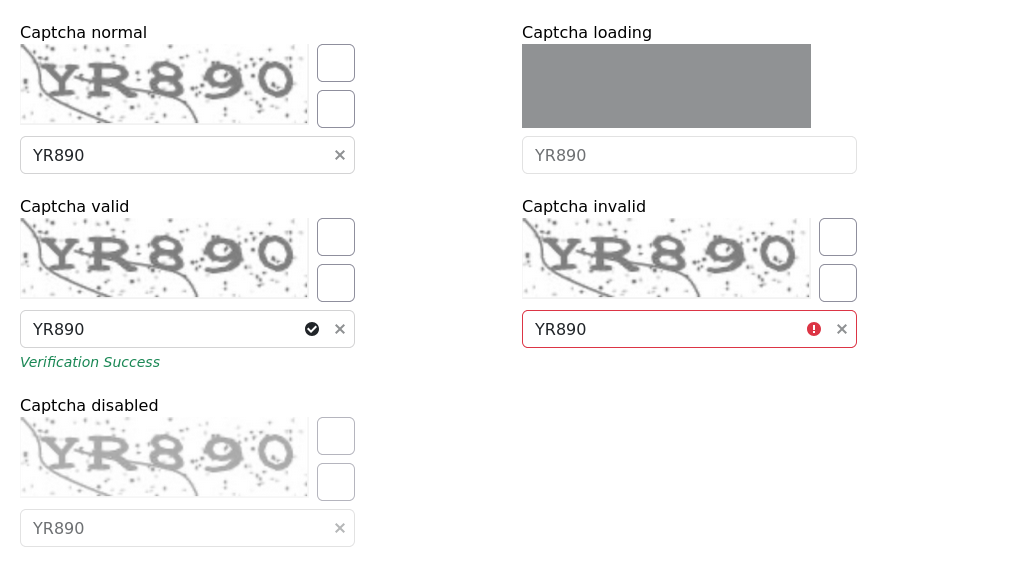 Captcha normal
YR890
YR890
Captcha loading
YR890
Captcha valid
YR890
YR890
Verification Success
Captcha invalid
YR890
YR890
Captcha disabled
YR890
YR890